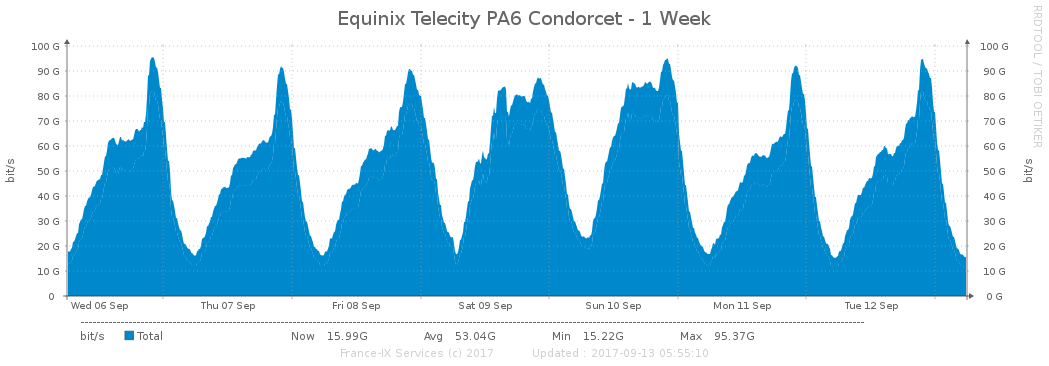 Equinix Telecity PA6 Condorcet - 1 Week
RRDTOOL / TOBI OETIKER
100 G 100 G
90 G 90 G
80 G 80 G
70 G 70 G
60 G 60 G
50 G 50 G
40 G 40 G
30 G 30 G
20 G 20 G
10 G 10 G
0 0 G
bit/s bit/s
Wed 06 Sep Thu 07 Sep Fri 08 Sep Sat 09 Sep Sun 10 Sep Mon 11 Sep Tue 12 Sep
bit/s Total Now 15.99G Avg 53.04G Min 15.22G Max 95.37G
France-IX Services (c) 2017 Updated : 2017-09-13 05:55:10